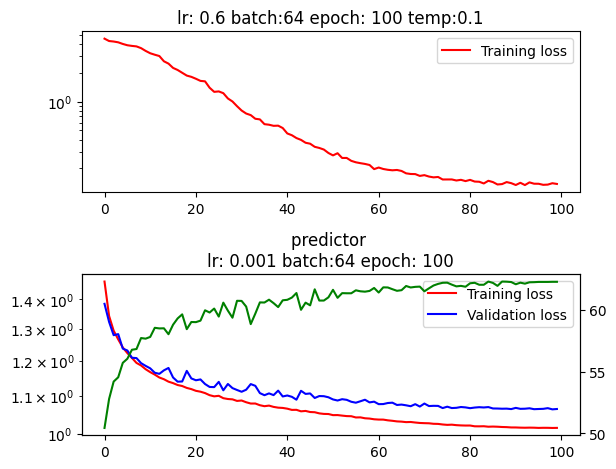 lr: 0.6 batch:64 epoch: 100 temp:0.1
Training loss
10⁰
0 20 40 60 80 100
predictor
lr: 0.001 batch:64 epoch: 100
Training loss
Validation loss
1.4 × 10⁰
1.3 × 10⁰
1.2 × 10⁰
1.1 × 10⁰
10⁰
60
55
50
0 20 40 60 80 100